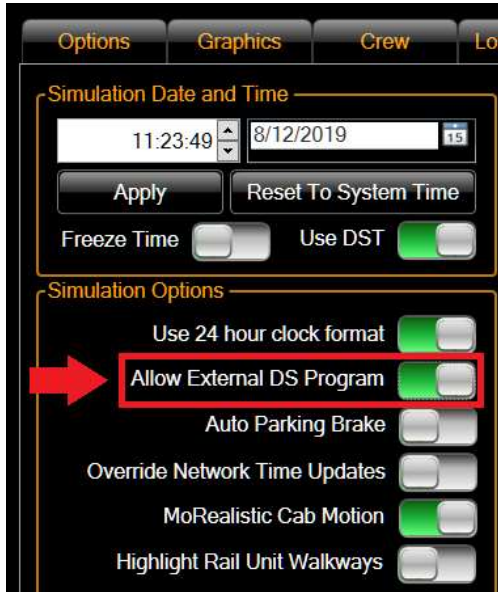 Options Graphics Crew Lo
Simulation Date and Time
11:23:49 8/12/2019 15
Apply Reset To System Time
Freeze Time Use DST
Simulation Options
Use 24 hour clock format
Allow External DS Program
Auto Parking Brake
Override Network Time Updates
MoRealistic Cab Motion
Highlight Rail Unit Walkways